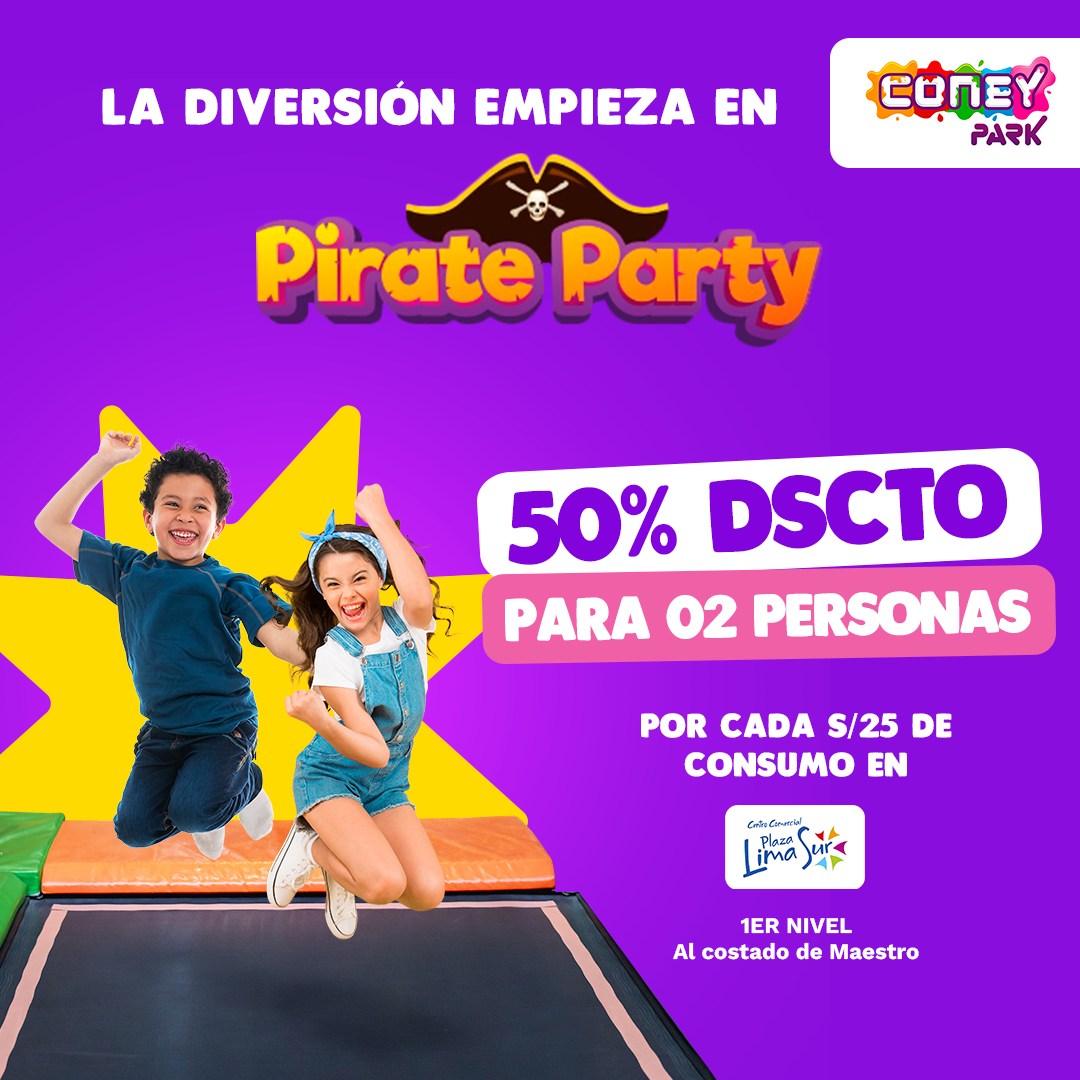 LA DIVERSIÓN EMPIEZA EN
CONEY
PARK
Pirate Party
50% DSCTO
PARA 02 PERSONAS
POR CADA S/25 DE
CONSUMO EN
Centro Comercial
Plaza
Lima Sur
1ER NIVEL
Al costado de Maestro